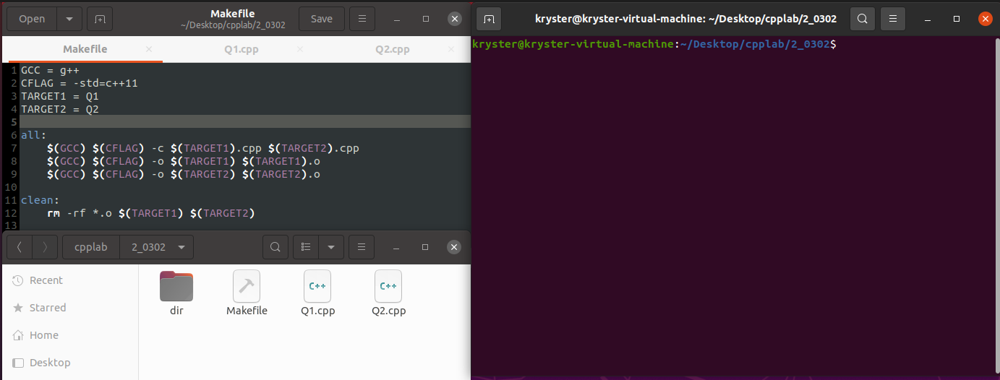 Open
Makefile
~/Desktop/cpplab/2_0302
Save
Makefile
Q1.cpp
Q2.cpp
1 GCC = g++
2 CFLAG = -std=c++11
3 TARGET1 = Q1
4 TARGET2 = Q2
5
6 all:
7 $(GCC) $(CFLAG) -c $(TARGET1).cpp $(TARGET2).cpp
8 $(GCC) $(CFLAG) -o $(TARGET1) $(TARGET1).o
9 $(GCC) $(CFLAG) -o $(TARGET2) $(TARGET2).o
10
11 clean:
12 rm -rf *.o $(TARGET1) $(TARGET2)
13
cpplab
2_0302
Recent
Starred
Home
Desktop
dir
Makefile
C++
Q1.cpp
C++
Q2.cpp
kryster@kryster-virtual-machine: ~/Desktop/cpplab/2_0302
kryster@kryster-virtual-machine:~/Desktop/cpplab/2_0302$